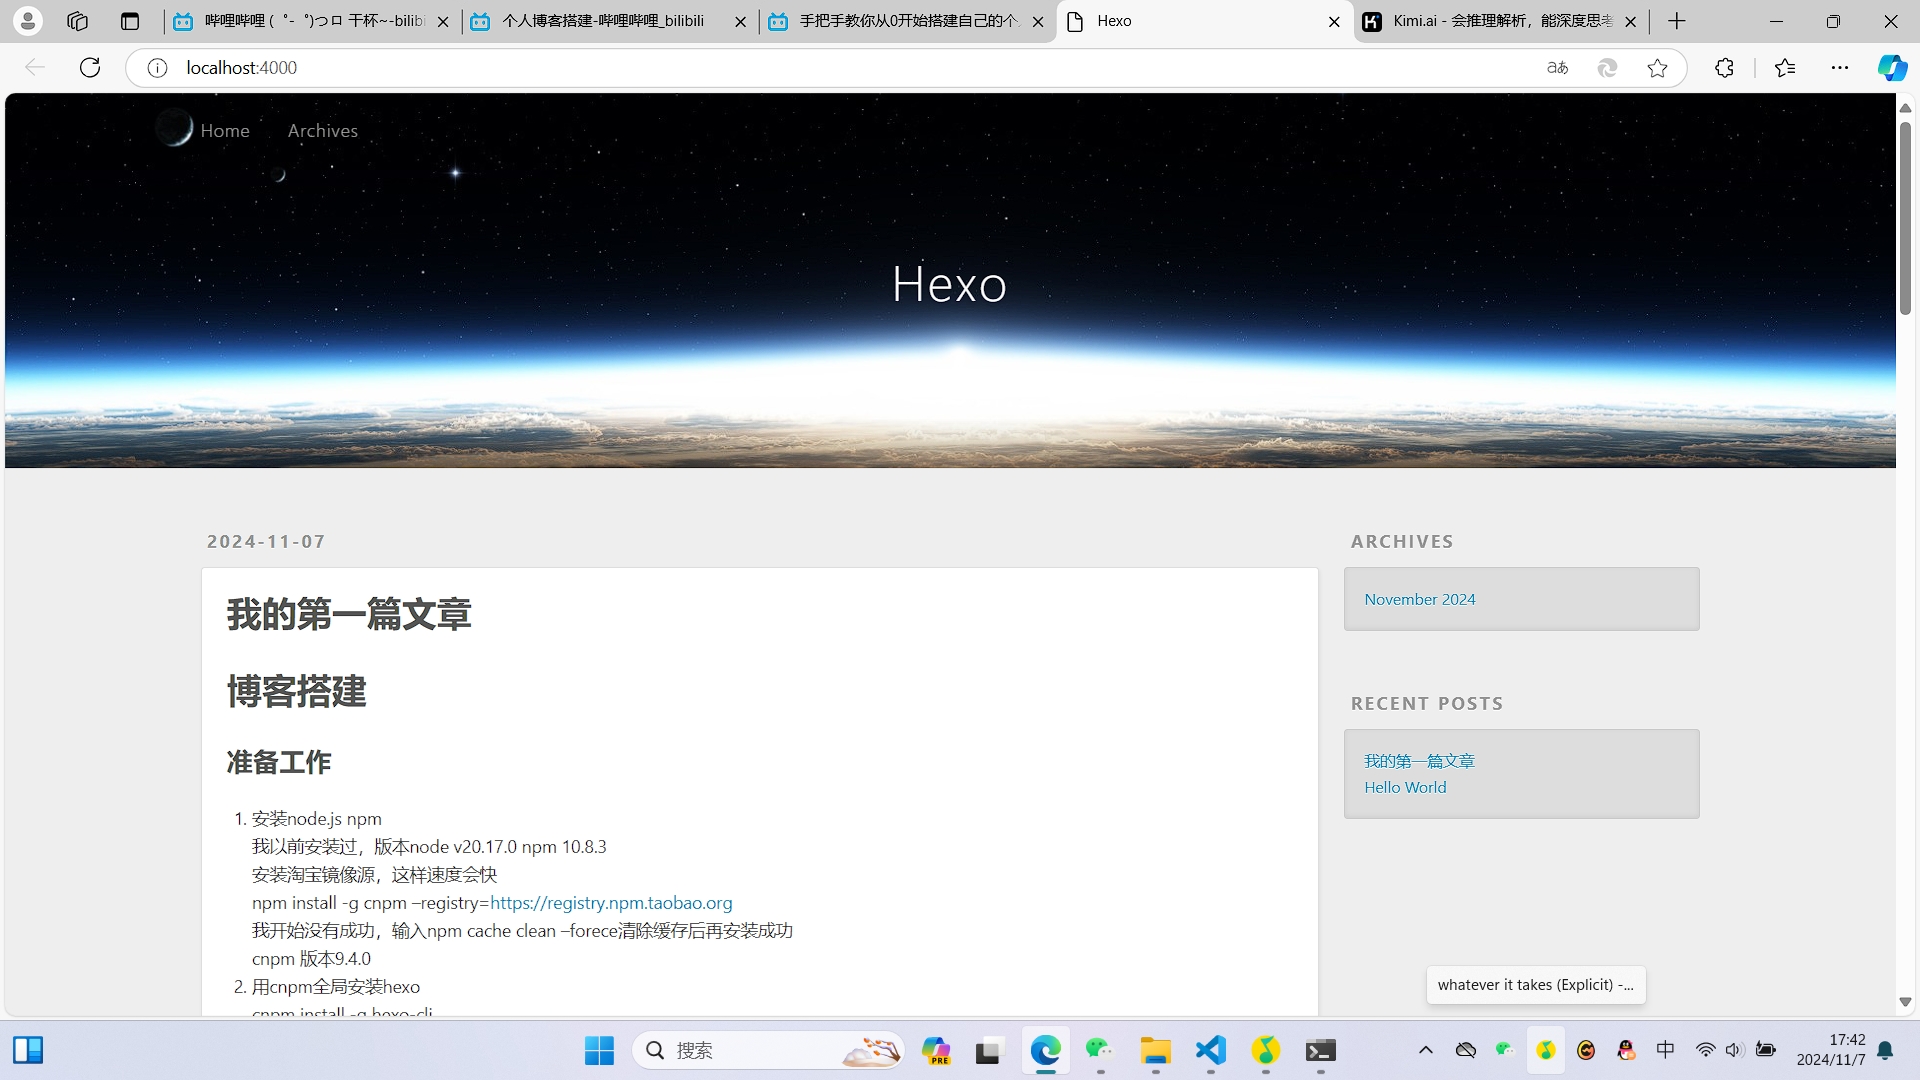 哔哩哔哩 (゜-゜)つロ 干杯~-bilibi
个人博客搭建-哔哩哔哩_bilibili
手把手教你从0开始搭建自己的个人
Hexo
Kimi.ai - 会推理解析，能深度思考
localhost:4000
Home
Archives
Hexo
2024-11-07
我的第一篇文章
博客搭建
准备工作
1. 安装node.js npm
我以前安装过，版本node v20.17.0 npm 10.8.3
安装淘宝镜像源，这样速度会快
npm install -g cnpm –registry=https://registry.npm.taobao.org
我开始没有成功，输入npm cache clean –forece清除缓存后再安装成功
cnpm 版本9.4.0
2. 用cnpm全局安装hexo
cnpm install -g hexo-cli
ARCHIVES
November 2024
RECENT POSTS
我的第一篇文章
Hello World
whatever it takes (Explicit) -...
搜索
PRE
中
17:42
2024/11/7